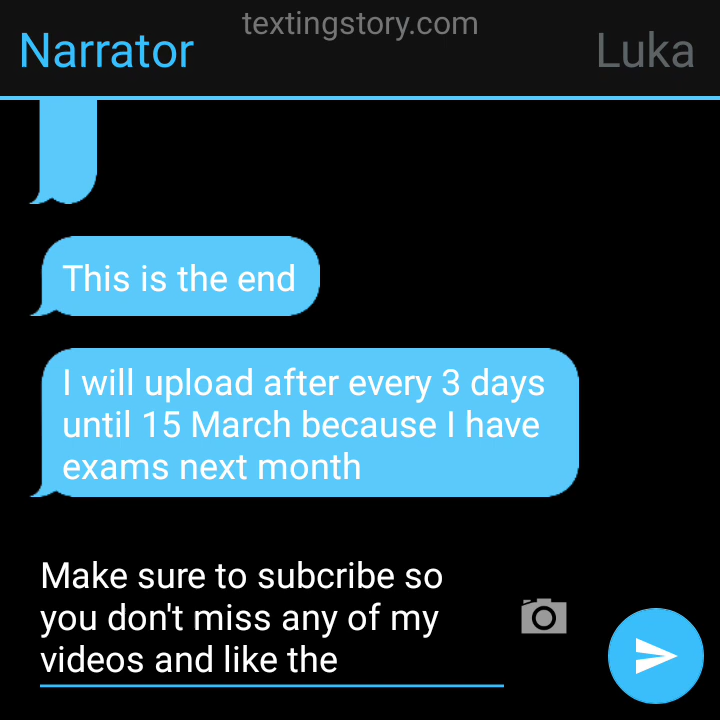 textingstory.com
Narrator
Luka
This is the end
I will upload after every 3 days
until 15 March because I have
exams next month
Make sure to subcribe so
you don't miss any of my
videos and like the